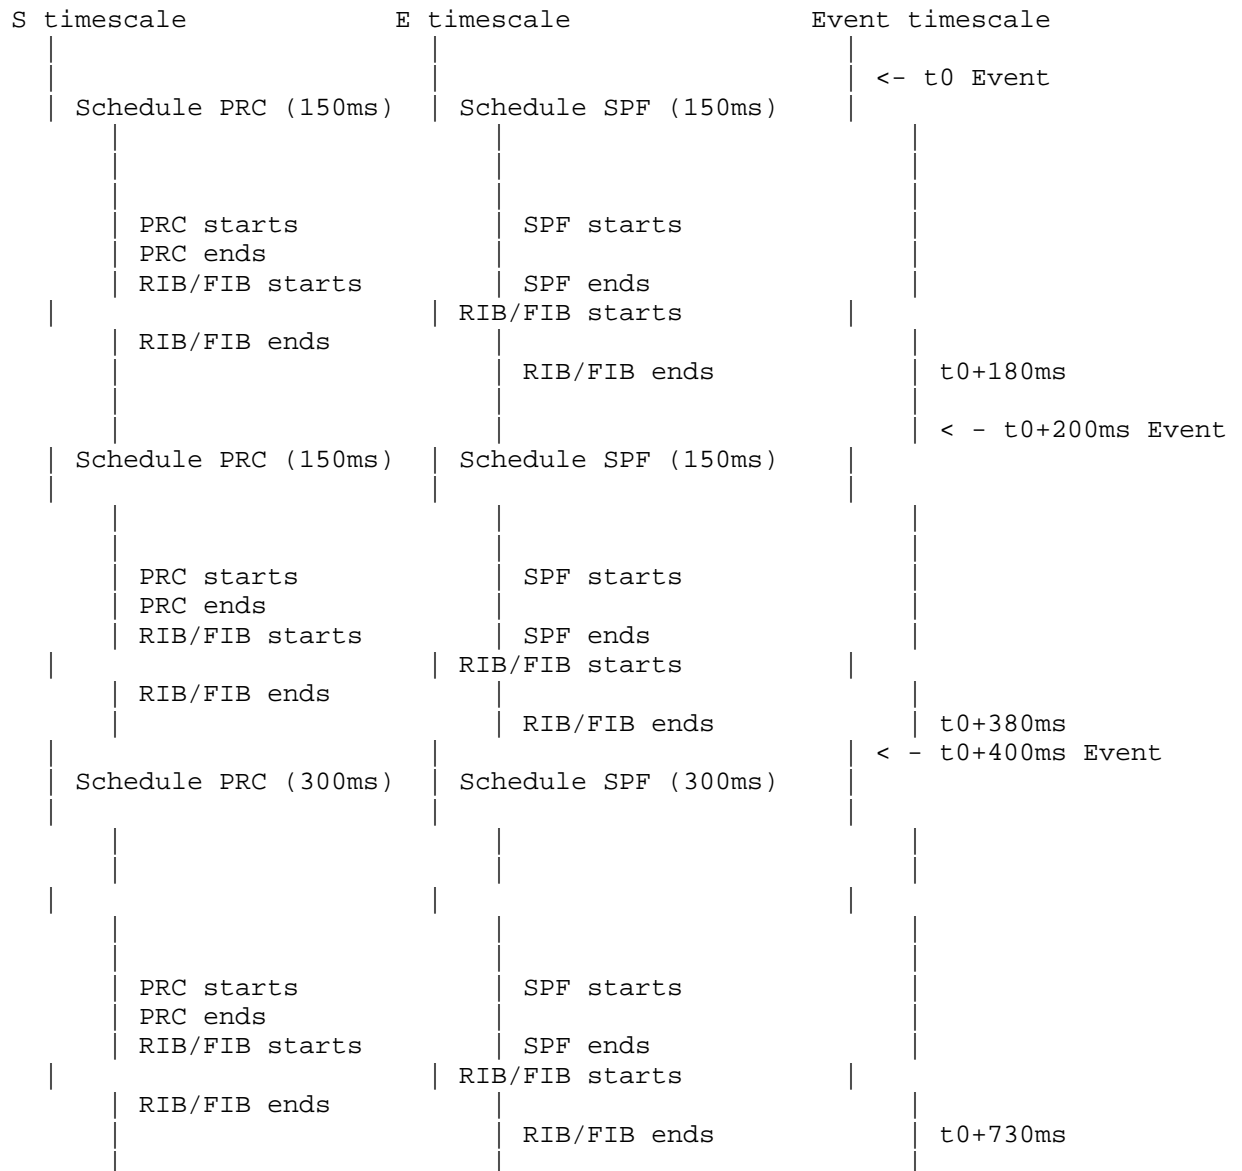 S timescale E timescale Event timescale
<- t0 Event
Schedule PRC (150ms) Schedule SPF (150ms)
PRC starts SPF starts
PRC ends
RIB/FIB starts SPF ends
RIB/FIB starts
RIB/FIB ends
RIB/FIB ends t0+180ms
< - t0+200ms Event
Schedule PRC (150ms) Schedule SPF (150ms)
PRC starts SPF starts
PRC ends
RIB/FIB starts SPF ends
RIB/FIB starts
RIB/FIB ends
RIB/FIB ends t0+380ms
< - t0+400ms Event
Schedule PRC (300ms) Schedule SPF (300ms)
PRC starts SPF starts
PRC ends
RIB/FIB starts SPF ends
RIB/FIB starts
RIB/FIB ends
RIB/FIB ends t0+730ms